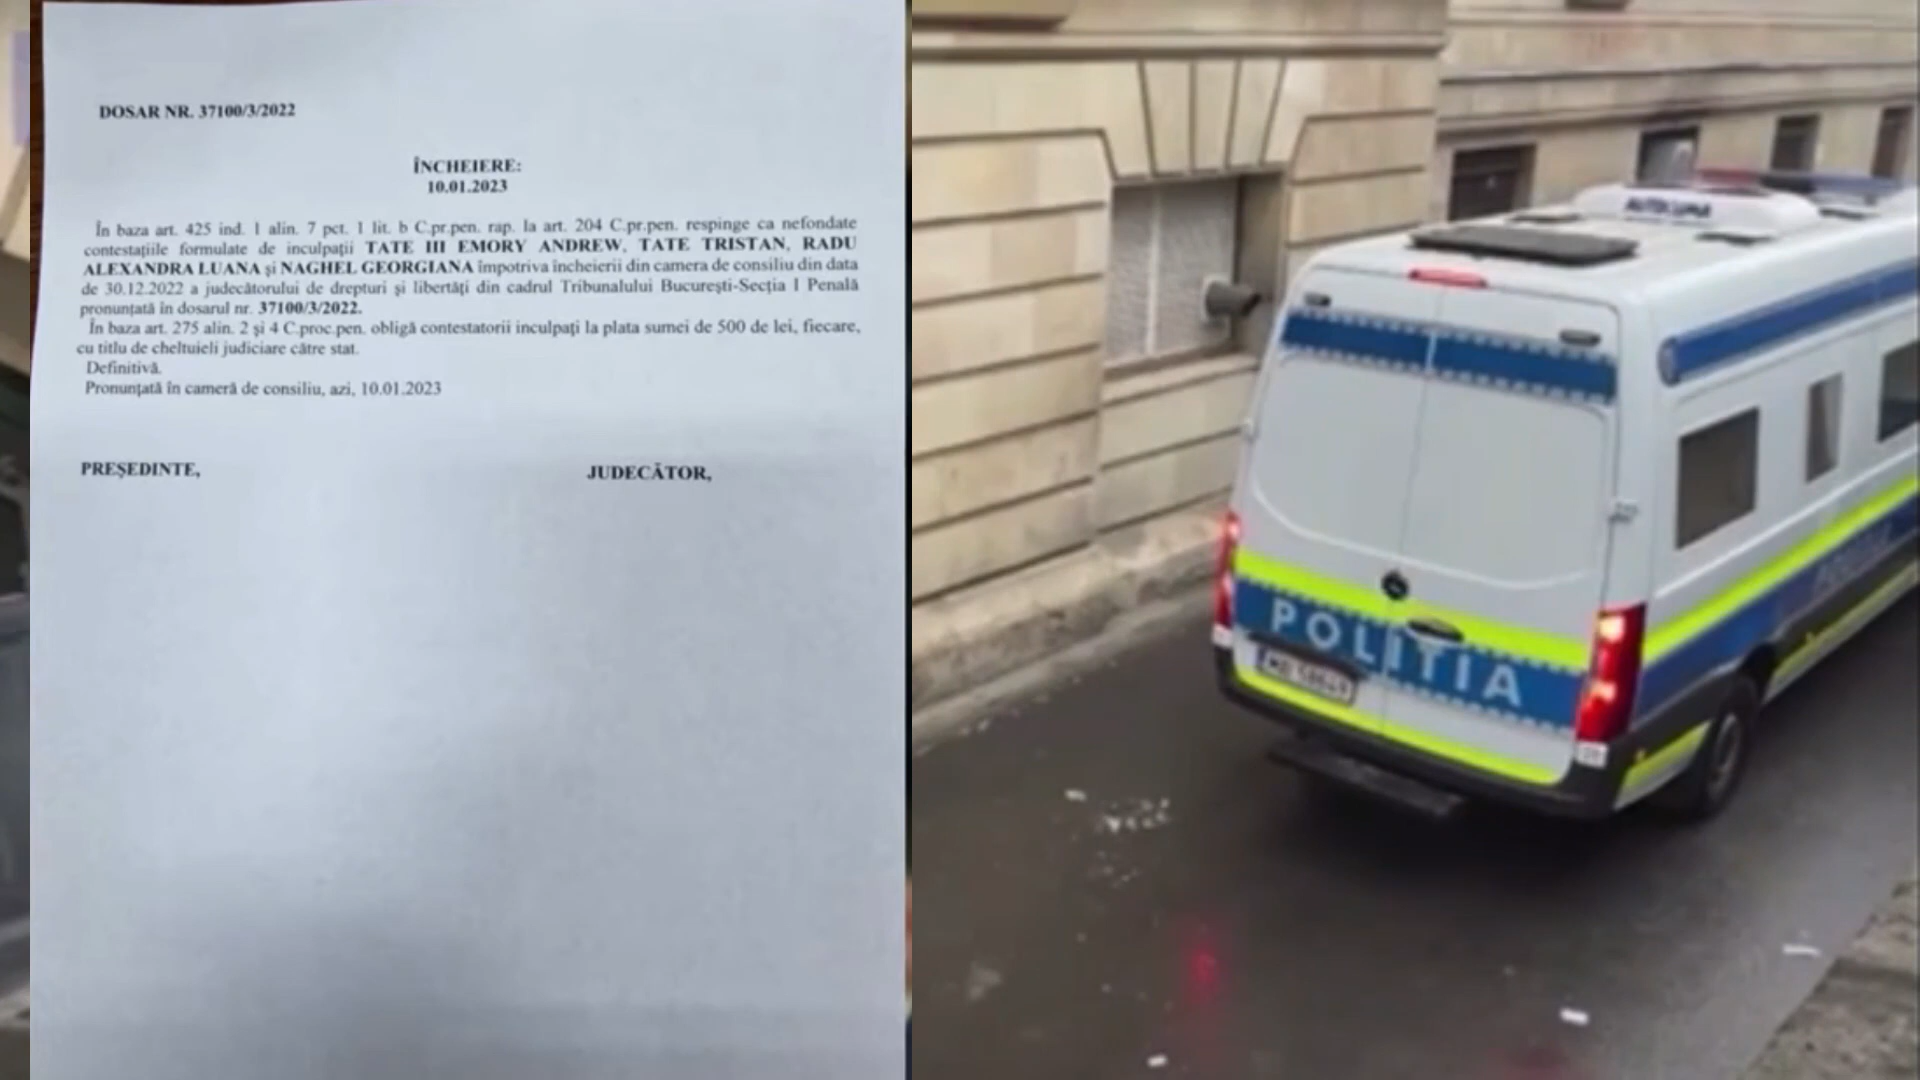 DOSAR NR. 37100/3/2022
ÎNCHEIERE:
10.01.2023
În baza art. 425 ind. 1 alin. 7 pct. 1 lit. b C.pr.pen. rap. la art. 204 C.pr.pen. respinge ca nefondate
contestațiile formulate de inculpații TATE III EMORY ANDREW, TATE TRISTAN, RADU
ALEXANDRA LUANA și NAGHEL GEORGIANA împotriva încheierii din camera de consiliu din data
de 30.12.2022 a judecătorului de drepturi și libertăți din cadrul Tribunalului București-Secția I Penală
pronunțată în dosarul nr. 37100/3/2022.
În baza art. 275 alin. 2 și 4 C.proc.pen. obligă contestatorii inculpați la plata sumei de 500 de lei, fiecare,
cu titlu de cheltuieli judiciare către stat.
Definitivă.
Pronunțată în cameră de consiliu, azi, 10.01.2023
PREȘEDINTE,
JUDECĂTOR,
AUTOCLIMA
POLIȚIA